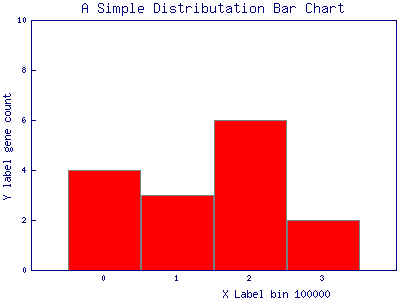 A Simple Distributation Bar Chart
10
8
6
4
2
0
Y label gene count
0 1 2 3
X Label bin 100000